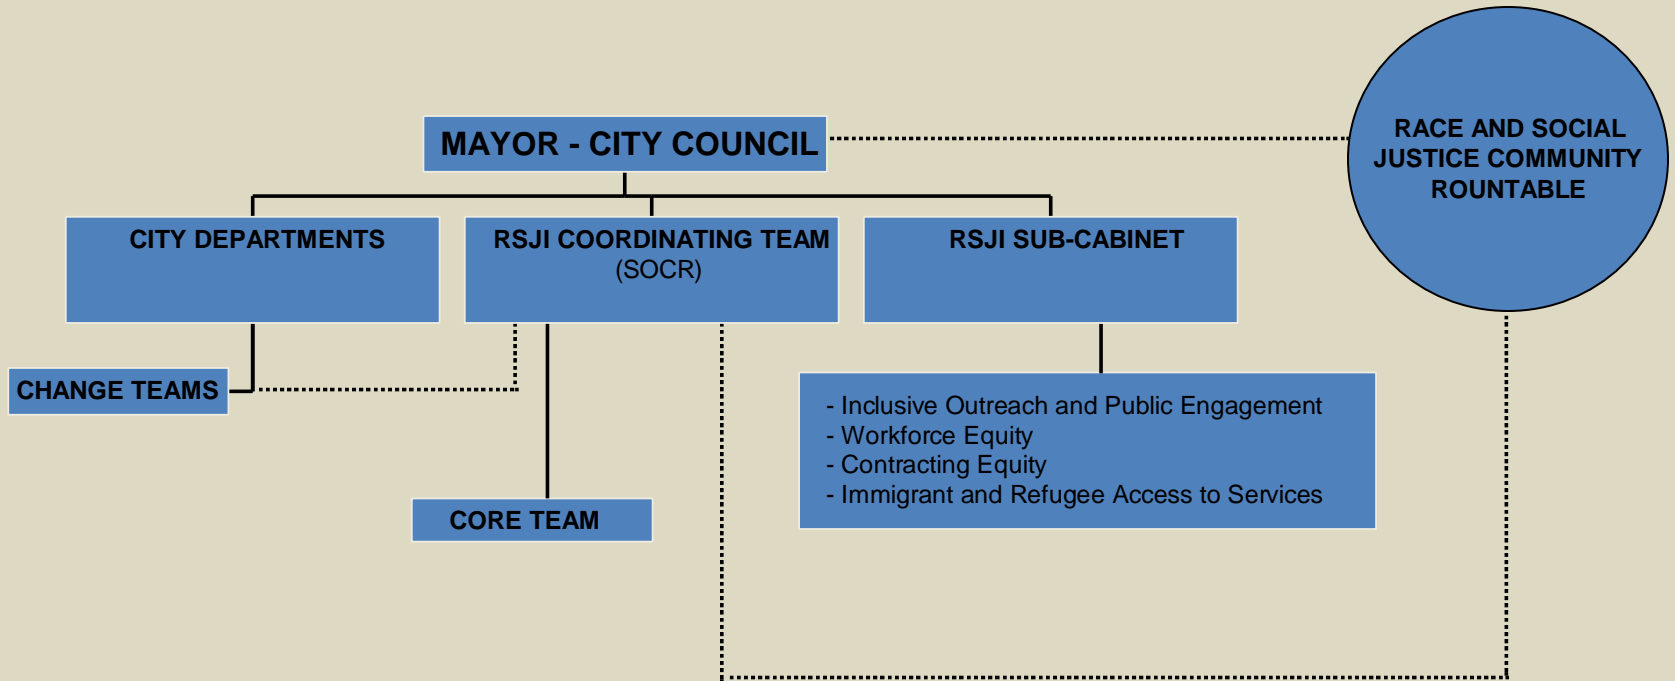 MAYOR - CITY COUNCIL
RACE AND SOCIAL
JUSTICE COMMUNITY
ROUNTABLE
CITY DEPARTMENTS
RSJI COORDINATING TEAM
(SOCR)
RSJI SUB-CABINET
CHANGE TEAMS
- Inclusive Outreach and Public Engagement
- Workforce Equity
- Contracting Equity
- Immigrant and Refugee Access to Services
CORE TEAM